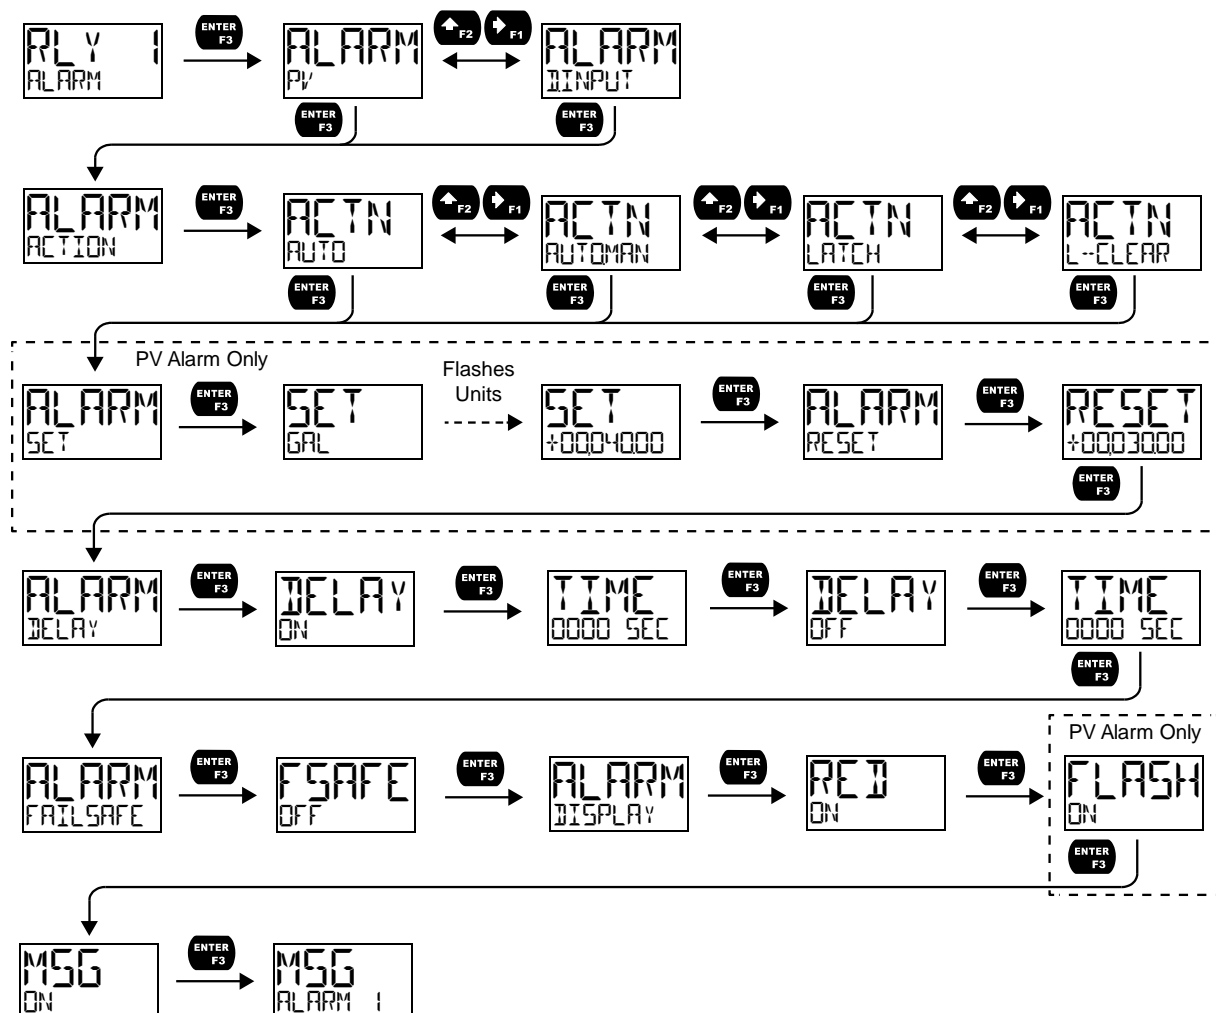 RLY 1
ALARM
ENTER
F3
ALARM
PV
F2
F1
ALARM
D.INPUT
ENTER
F3
ENTER
F3
ALARM
ACTION
ENTER
F3
ACTN
AUTO
F2
F1
ACTN
AUTO.MAN
F2
F1
ACTN
LATCH
F2
F1
ACTN
L--CLEAR
ENTER
F3
ENTER
F3
ENTER
F3
ENTER
F3
PV Alarm Only
ALARM
SET
ENTER
F3
SET
GAL
Flashes
Units
SET
+00,040.00
ENTER
F3
ALARM
RESET
ENTER
F3
RESET
+00,030.00
ENTER
F3
ALARM
DELAY
ENTER
F3
DELAY
ON
ENTER
F3
TIME
0000 SEC
ENTER
F3
DELAY
OFF
ENTER
F3
TIME
0000 SEC
ENTER
F3
ALARM
FAILSAFE
ENTER
F3
FSAFE
OFF
ENTER
F3
ALARM
DISPLAY
ENTER
F3
RED
ON
ENTER
F3
PV Alarm Only
FLASH
ON
ENTER
F3
MSG
ON
ENTER
F3
MSG
ALARM 1